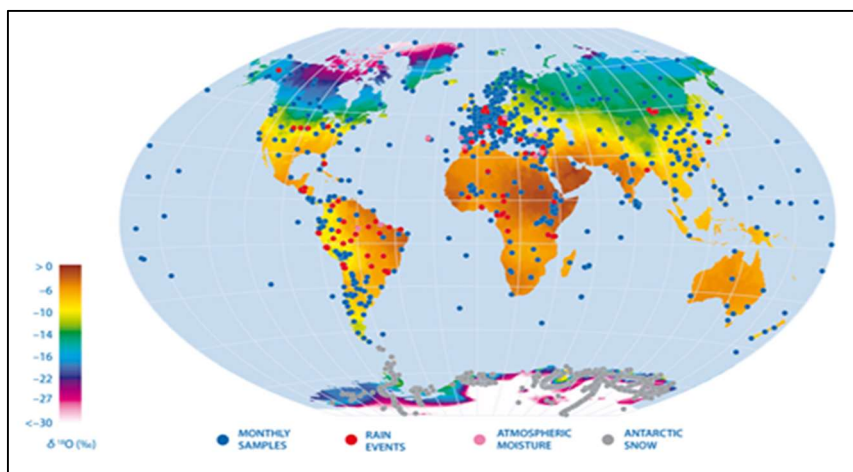 > 0
–6
–10
–14
–16
–22
–27
<–30
δ ¹⁸O (‰)
MONTHLY
SAMPLES
RAIN
EVENTS
ATMOSPHERIC
MOISTURE
ANTARCTIC
SNOW